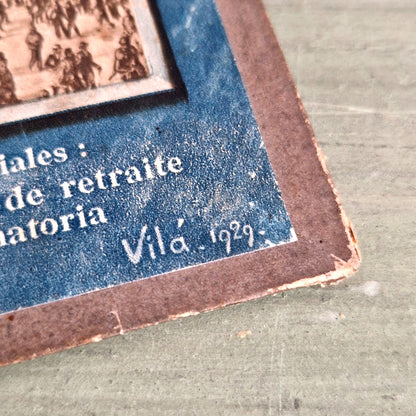 iales :
de retraite
natoria
Vilá. 1929.